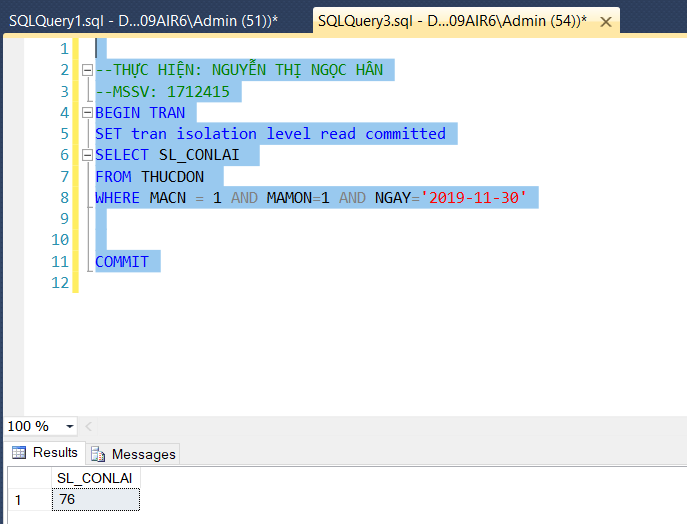 SQLQuery1.sql - D...09AIR6\Admin (51))*
SQLQuery3.sql - D...09AIR6\Admin (54))*
1
2 --THỰC HIỆN: NGUYỄN THỊ NGỌC HÂN
3 --MSSV: 1712415
4 BEGIN TRAN
5 SET tran isolation level read committed
6 SELECT SL_CONLAI
7 FROM THUCDON
8 WHERE MACN = 1 AND MAMON=1 AND NGAY='2019-11-30'
9
10
11 COMMIT
12
100 %
Results Messages
SL_CONLAI
1 76